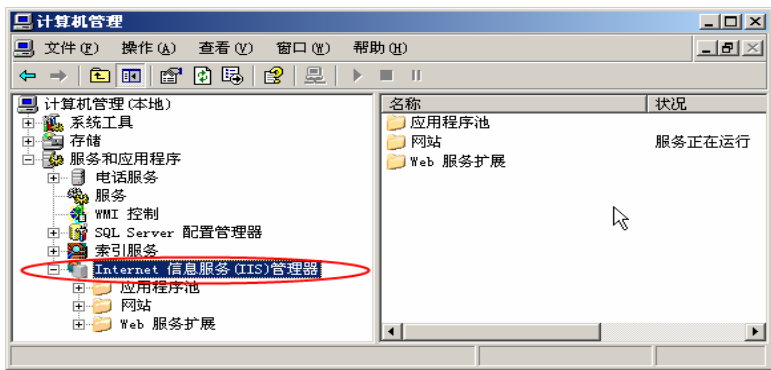 计算机管理
文件(F) 操作(A) 查看(V) 窗口(W) 帮助(H)
计算机管理(本地)
系统工具
存储
服务和应用程序
电话服务
服务
WMI 控制
SQL Server 配置管理器
索引服务
Internet 信息服务(IIS)管理器
应用程序池
网站
Web 服务扩展
名称 状况
应用程序池
网站 服务正在运行
Web 服务扩展